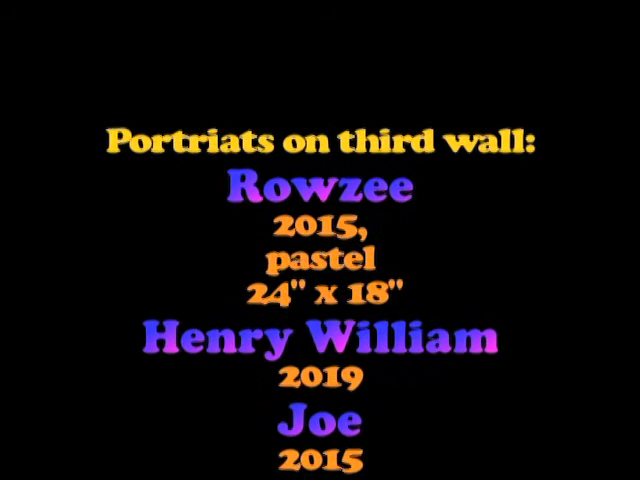 Portriats on third wall:
Rowzee
2015,
pastel
24" x 18"
Henry William
2019
Joe
2015